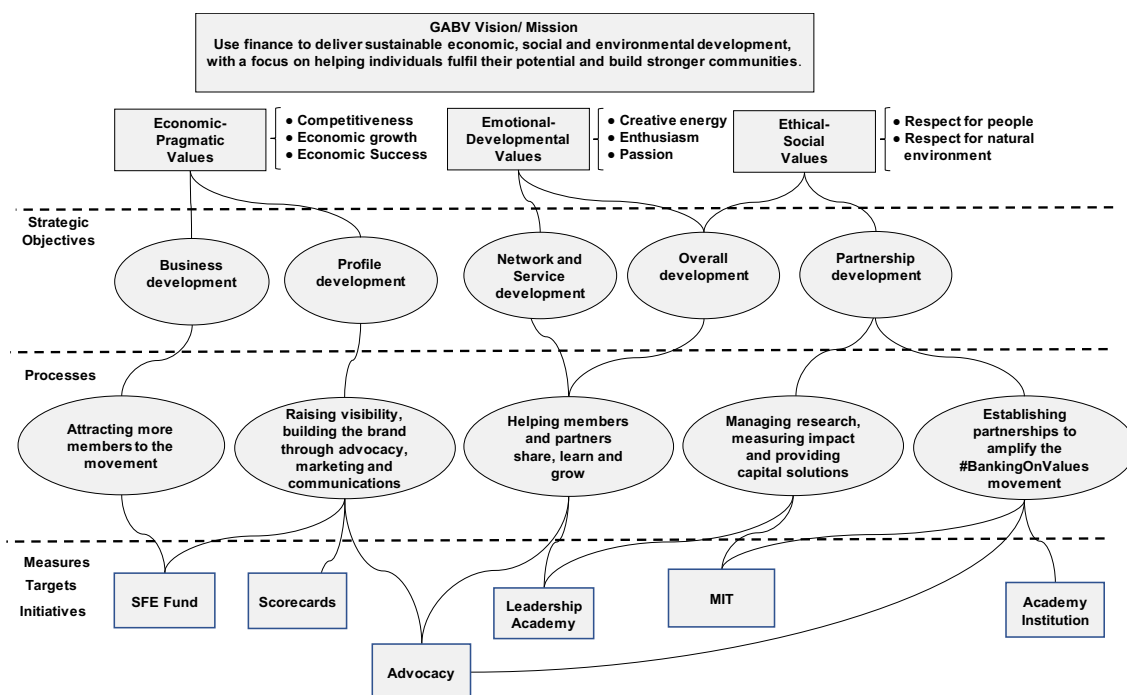 GABV Vision/ Mission
Use finance to deliver sustainable economic, social and environmental development,
with a focus on helping individuals fulfil their potential and build stronger communities.
Economic-
Pragmatic
Values
● Competitiveness
● Economic growth
● Economic Success
Emotional-
Developmental
Values
● Creative energy
● Enthusiasm
● Passion
Ethical-
Social
Values
● Respect for people
● Respect for natural
environment
Strategic
Objectives
Business
development
Profile
development
Network and
Service
development
Overall
development
Partnership
development
Processes
Attracting more
members to the
movement
Raising visibility,
building the brand
through advocacy,
marketing and
communications
Helping members
and partners
share, learn and
grow
Managing research,
measuring impact
and providing
capital solutions
Establishing
partnerships to
amplify the
#BankingOnValues
movement
Measures
Targets
Initiatives
SFE Fund
Scorecards
Leadership
Academy
MIT
Academy
Institution
Advocacy